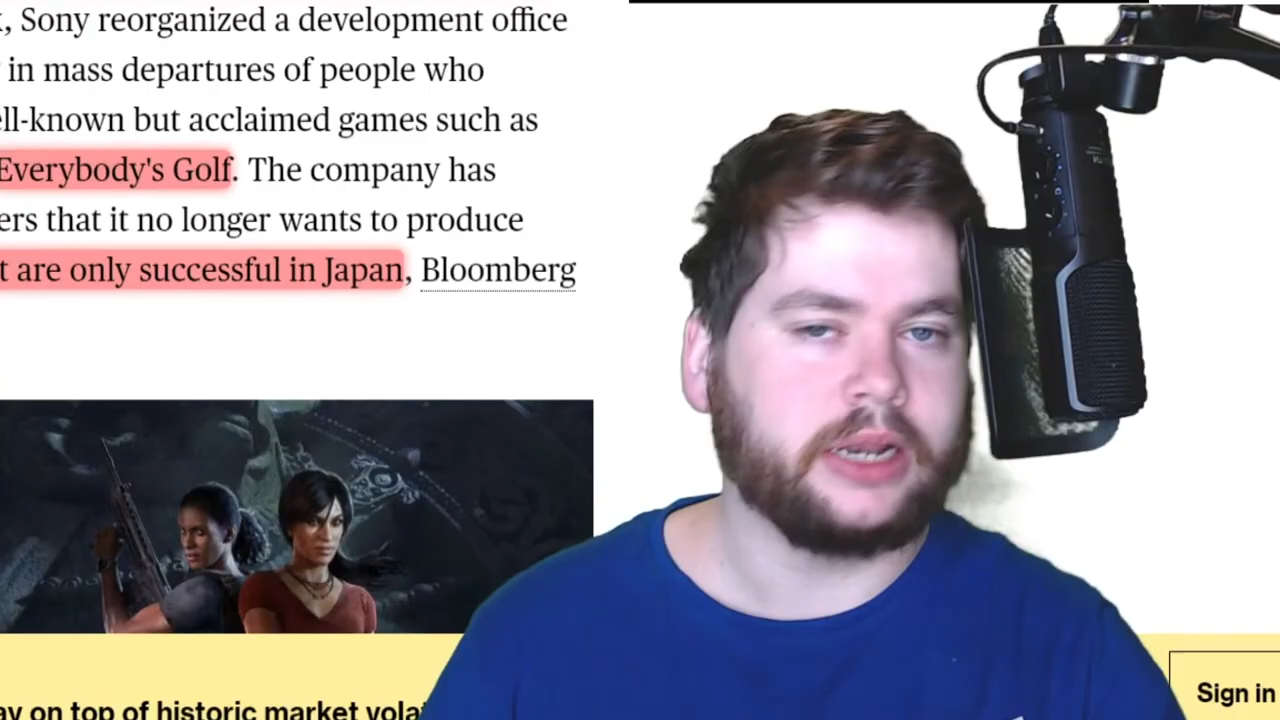 , Sony reorganized a development office
in mass departures of people who
ell-known but acclaimed games such as
Everybody's Golf. The company has
ers that it no longer wants to produce
t are only successful in Japan, Bloomberg
ay on top of historic market vola
Sign in